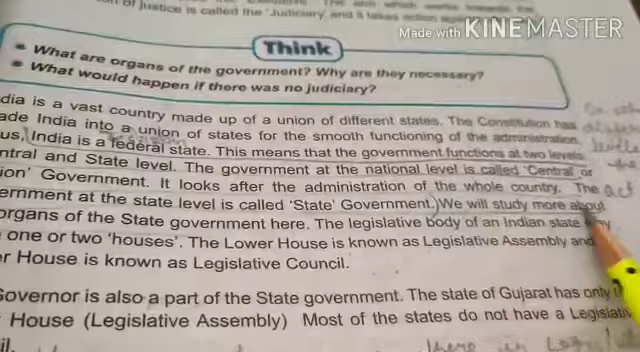 of Justice is called the 'Judiciary' and it takes action
Made with KINEMASTER
Think
What are organs of the government? Why are they necessary?
What would happen if there was no judiciary?
dia is a vast country made up of a union of different states. The Constitution has
ade India into a union of states for the smooth functioning of the administration.
us, India is a federal state. This means that the government functions at two levels
ntral and State level. The government at the national level is called 'Central' or
ion' Government. It looks after the administration of the whole country. The
act
ernment at the state level is called 'State' Government. We will study more about
organs of the State government here. The legislative body of an Indian state
one or two 'houses'. The Lower House is known as Legislative Assembly and
er House is known as Legislative Council.
Governor is also a part of the State government. The state of Gujarat has only
House (Legislative Assembly) Most of the states do not have a Legislativ
il.